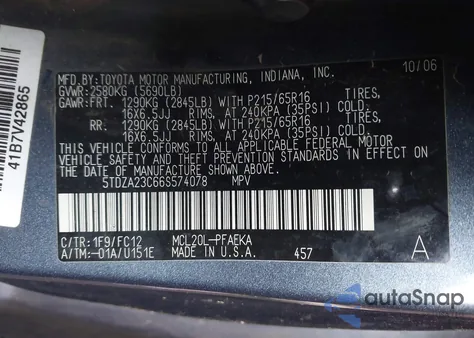 MFD.BY:TOYOTA MOTOR MANUFACTURING, INDIANA, INC. 10/06
GVWR:2580KG (5690LB)
GAWR:FRT. 1290KG (2845LB) WITH P215/65R16 TIRES,
16X6.5JJ RIMS, AT 240KPA (35PSI) COLD.
RR. 1290KG (2845LB) WITH P215/65R16 TIRES,
16X6.5JJ RIMS, AT 240KPA (35PSI) COLD.
THIS VEHICLE CONFORMS TO ALL APPLICABLE FEDERAL MOTOR
VEHICLE SAFETY AND THEFT PREVENTION STANDARDS IN EFFECT
ON THE DATE OF MANUFACTURE SHOWN ABOVE.
5TDZA23C66S574078 MPV
C/TR:1F9/FC12 MCL20L-PFAEKA
A/TM:-01A/U151E MADE IN U.S.A. 457 A
41B7V42865
autoSnap